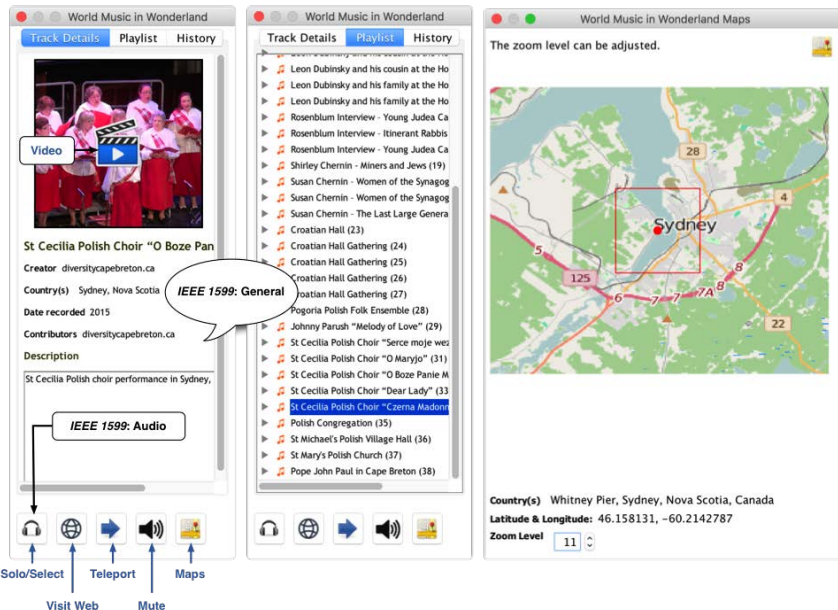 World Music in Wonderland
Track Details Playlist History
Video
St Cecilia Polish Choir “O Boze Pan
Creator diversitycapebreton.ca
Country(s) Sydney, Nova Scotia
Date recorded 2015
Contributors diversitycapebreton.ca
Description
St Cecilia Polish choir performance in Sydney,
IEEE 1599: General
IEEE 1599: Audio
Solo/Select
Visit Web
Teleport
Mute
Maps
World Music in Wonderland
Track Details Playlist History
Leon Dubinsky and his cousin at the Ho
Leon Dubinsky and his family at the Ho
Leon Dubinsky and his family at the Ho
Rosenblum Interview - Young Judea Ca
Rosenblum Interview - Itinerant Rabbis
Rosenblum Interview - Young Judea Ca
Shirley Chernin - Miners and Jews (19)
Susan Chernin - Women of the Synagog
Susan Chernin - Women of the Synagog
Susan Chernin - The Last Large Genera
Croatian Hall (23)
Croatian Hall Gathering (24)
Croatian Hall Gathering (25)
Croatian Hall Gathering (26)
Croatian Hall Gathering (27)
Pogoria Polish Folk Ensemble (28)
Johnny Parush “Melody of Love” (29)
St Cecilia Polish Choir “Serce moje wez
St Cecilia Polish Choir “O Maryjo” (31)
St Cecilia Polish Choir “O Boze Panie M
St Cecilia Polish Choir “Dear Lady” (33
St Cecilia Polish Choir “Czerna Madonn
Polish Congregation (35)
St Michael's Polish Village Hall (36)
St Mary's Polish Church (37)
Pope John Paul in Cape Breton (38)
World Music in Wonderland Maps
The zoom level can be adjusted.
28
4
Sydney
5
125
8
8
7A
7
7
6
22
Country(s) Whitney Pier, Sydney, Nova Scotia, Canada
Latitude & Longitude: 46.158131, -60.2142787
Zoom Level 11